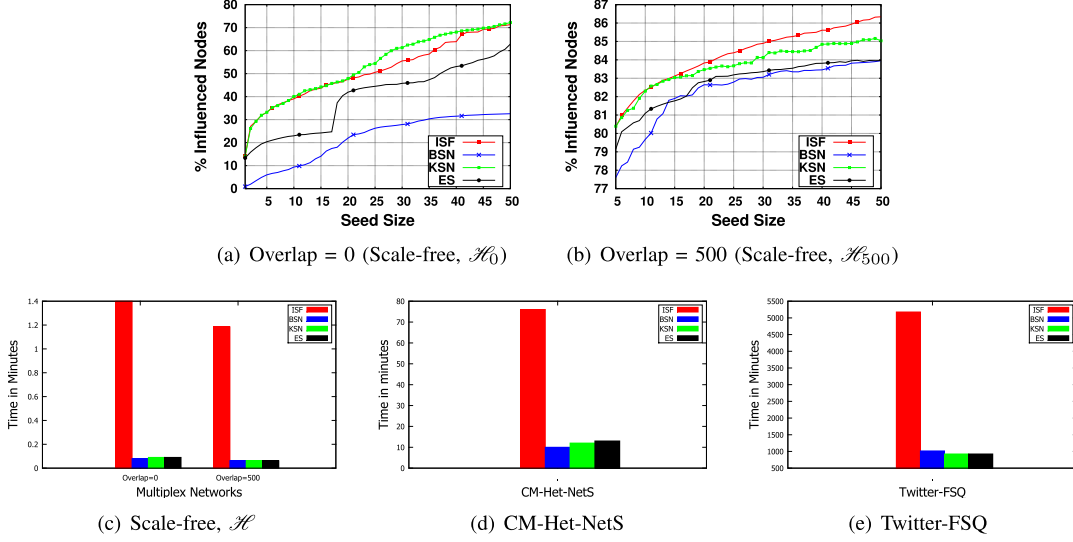 % Influenced Nodes
80
70
60
50
40
30
20
10
0
ISF
BSN
KSN
ES
5 10 15 20 25 30 35 40 45 50
Seed Size
(a) Overlap = 0 (Scale-free, ℋ0)
% Influenced Nodes
87
86
85
84
83
82
81
80
79
78
77
ISF
BSN
KSN
ES
5 10 15 20 25 30 35 40 45 50
Seed Size
(b) Overlap = 500 (Scale-free, ℋ500)
Time in Minutes
1.4
1.2
1
0.8
0.6
0.4
0.2
0
ISF
BSN
KSN
ES
Overlap=0 Overlap=500
Multiplex Networks
(c) Scale-free, ℋ
Time in minutes
80
70
60
50
40
30
20
10
0
ISF
BSN
KSN
ES
CM-Het-NetS
(d) CM-Het-NetS
Time in Minutes
5500
5000
4500
4000
3500
3000
2500
2000
1500
1000
500
ISF
BSN
KSN
ES
Twitter-FSQ
(e) Twitter-FSQ